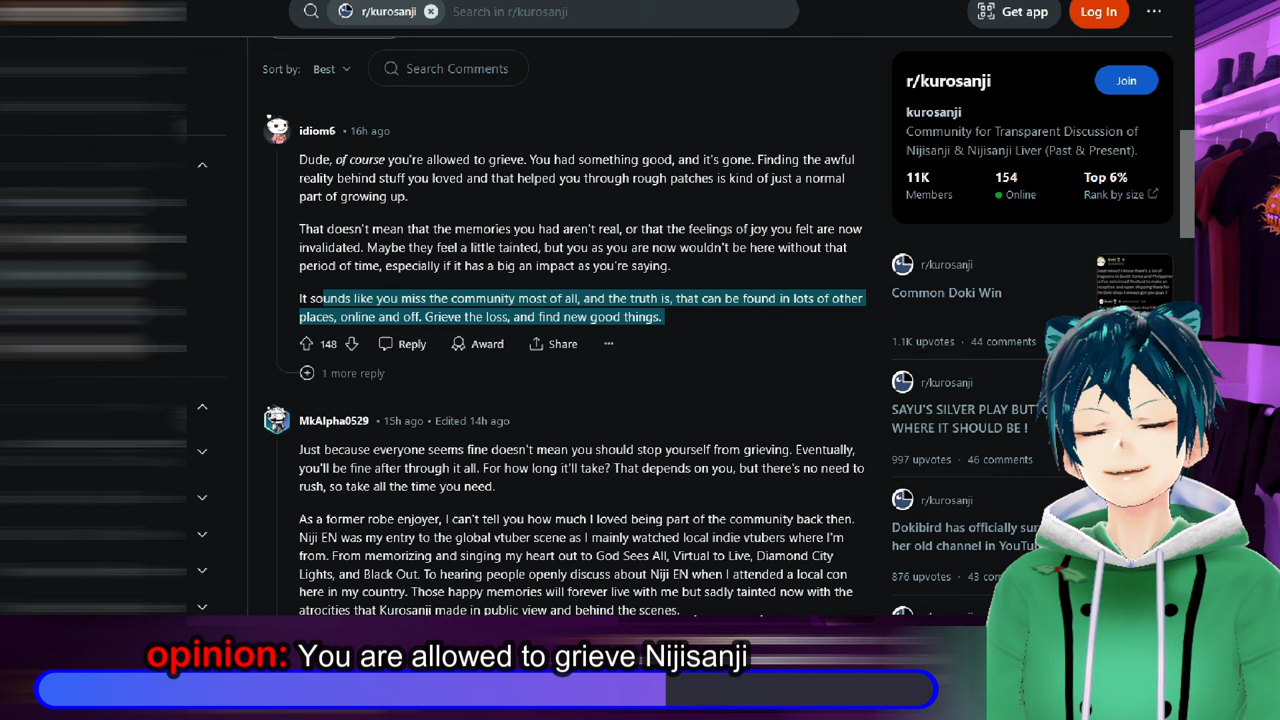 r/kurosanji
Search in r/kurosanji
Get app
Log In
Sort by: Best
Search Comments
idiom6 • 16h ago
Dude, of course you're allowed to grieve. You had something good, and it's gone. Finding the awful
reality behind stuff you loved and that helped you through rough patches is kind of just a normal
part of growing up.
That doesn't mean that the memories you had aren't real, or that the feelings of joy you felt are now
invalidated. Maybe they feel a little tainted, but you as you are now wouldn't be here without that
period of time, especially if it has a big an impact as you're saying.
It sounds like you miss the community most of all, and the truth is, that can be found in lots of other
places, online and off. Grieve the loss, and find new good things.
148
Reply
Award
Share
1 more reply
MkAlpha0529 • 15h ago • Edited 14h ago
Just because everyone seems fine doesn't mean you should stop yourself from grieving. Eventually,
you'll be fine after through it all. For how long it'll take? That depends on you, but there's no need to
rush, so take all the time you need.
As a former robe enjoyer, I can't tell you how much I loved being part of the community back then.
Niji EN was my entry to the global vtuber scene as I mainly watched local indie vtubers where I'm
from. From memorizing and singing my heart out to God Sees All, Virtual to Live, Diamond City
Lights, and Black Out. To hearing people openly discuss about Niji EN when I attended a local con
here in my country. Those happy memories will forever live with me but sadly tainted now with the
atrocities that Kurosanji made in public view and behind the scenes.
r/kurosanji
Join
kurosanji
Community for Transparent Discussion of
Nijisanji & Nijisanji Liver (Past & Present).
11K
154
Top 6%
Members
Online
Rank by size
r/kurosanji
Common Doki Win
1.1K upvotes • 44 comments
r/kurosanji
SAYU'S SILVER PLAY
WHERE IT SHOULD BE !
997 upvotes • 46 comments
r/kurosanji
Dokibird has officially
her old channel in
876 upvotes • 43
opinion: You are allowed to grieve Nijisanji